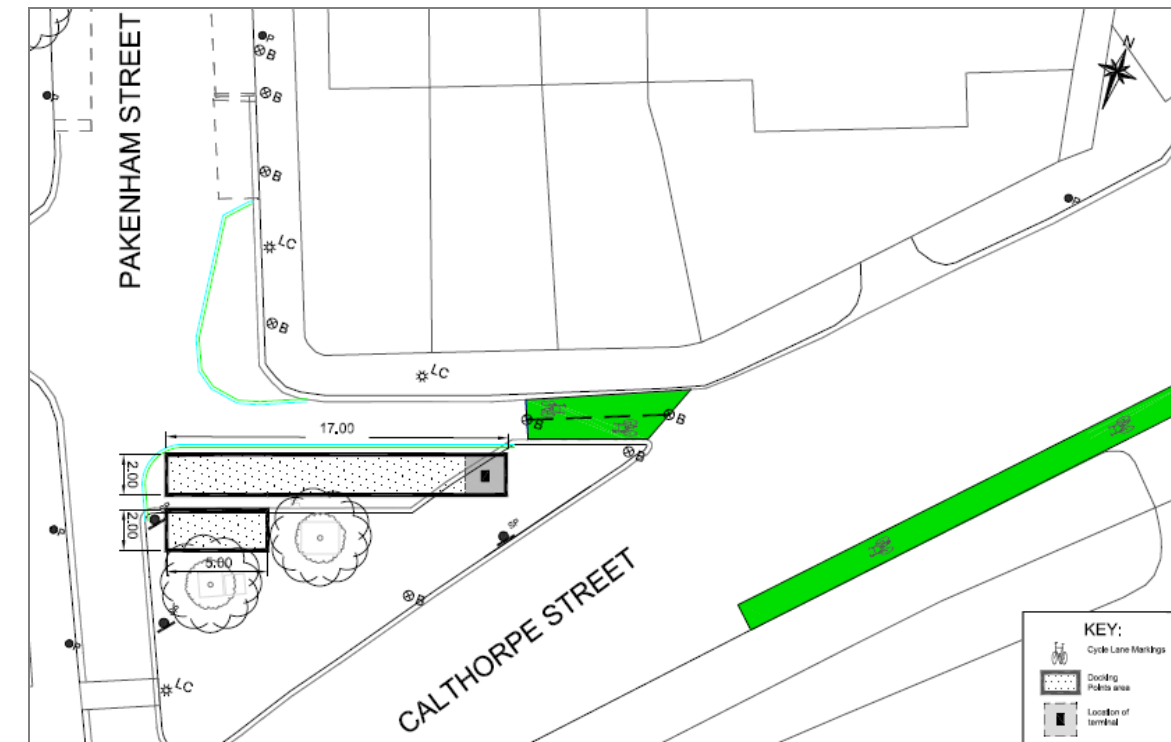 PAKENHAM STREET
N
P
B
B
P
B
LC
P
B
LC
B
B
17.00
B
2.00
SP
SP
2.00
P
5.00
B
P
LC
CALTHORPE STREET
KEY:
Cycle Lane Markings
Docking
Points area
Location of
terminal